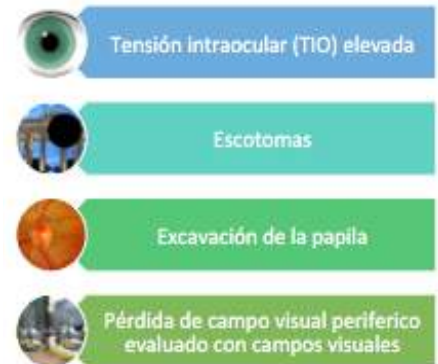 Tensión intraocular (TIO) elevada
Escotomas
Excavación de la papila
Pérdida de campo visual periferico
evaluado con campos visuales